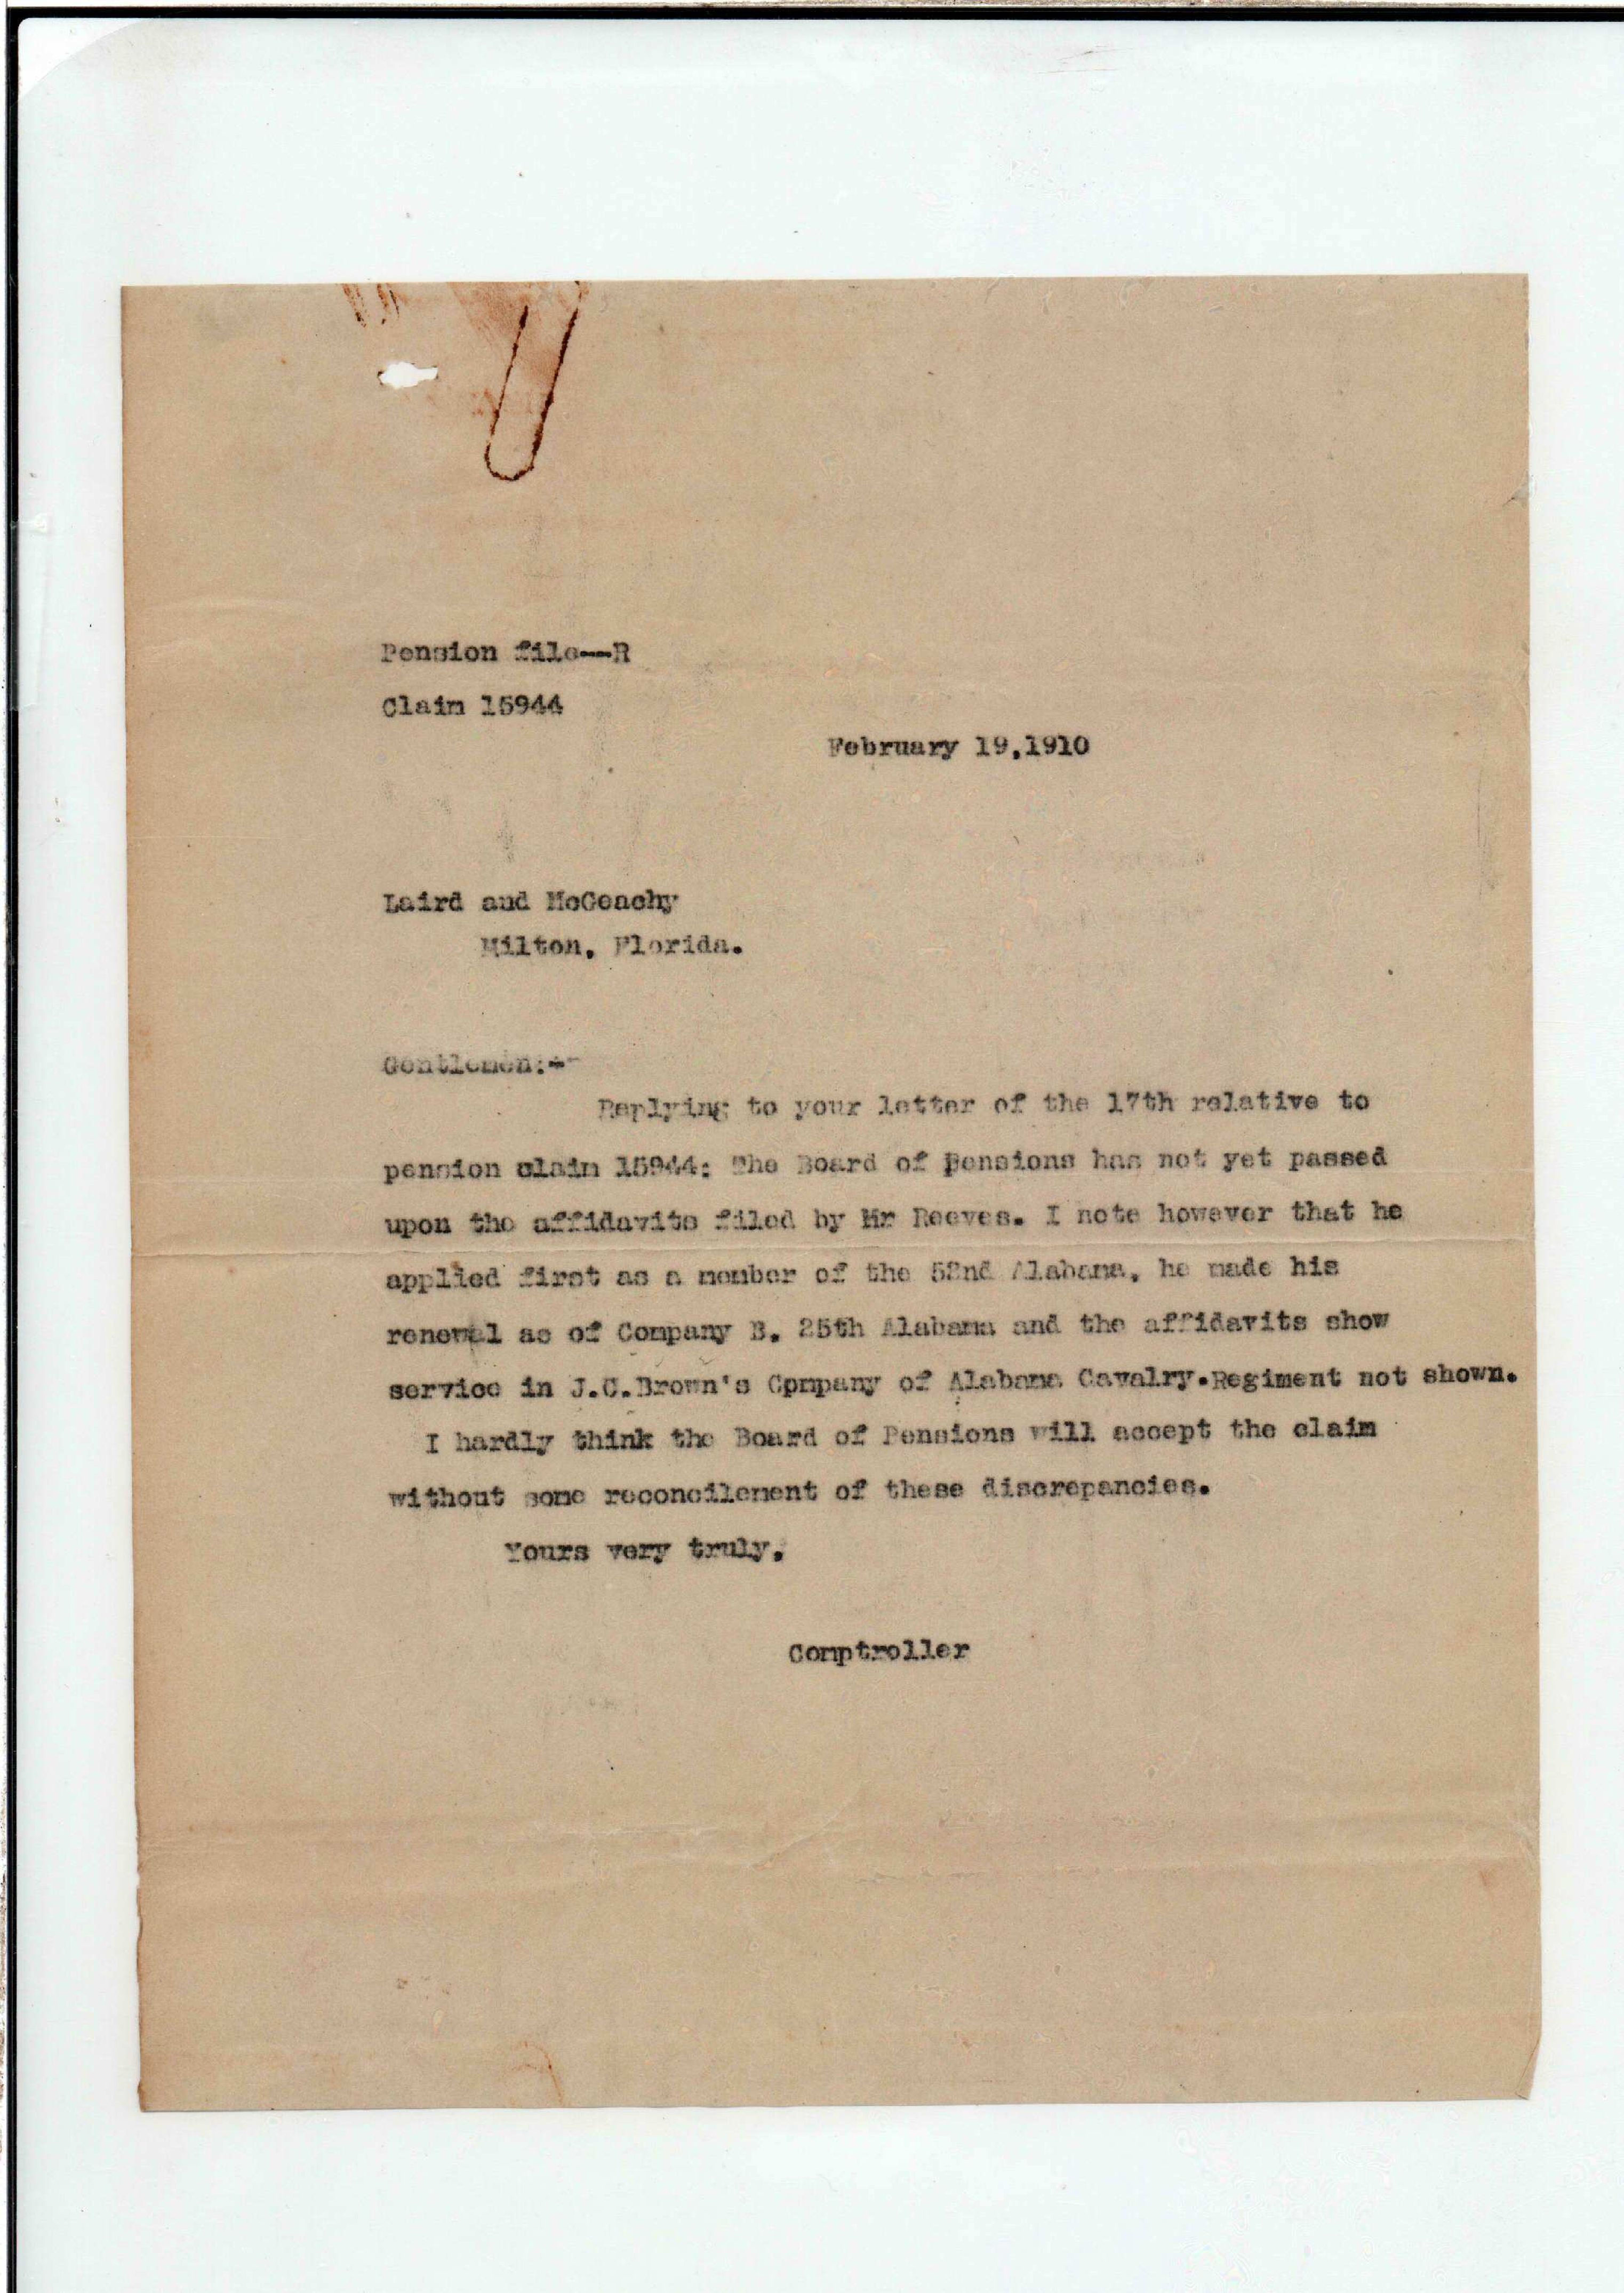 Pension file--R
Claim 15944
February 19,1910
Laird and McGeachy
Milton, Florida.
Gentlemen:--
Replying to your letter of the 17th relative to
pension claim 15944: The Board of Pensions has not yet passed
upon the affidavits filed by Mr Reeves. I note however that he
applied first as a member of the 52nd Alabama, he made his
renewal as of Company B. 25th Alabama and the affidavits show
service in J.C.Brown's Cpmpany of Alabama Cavalry.Regiment not shown.
I hardly think the Board of Pensions will accept the claim
without some reconcilement of these discrepancies.
Yours very truly,
Comptroller